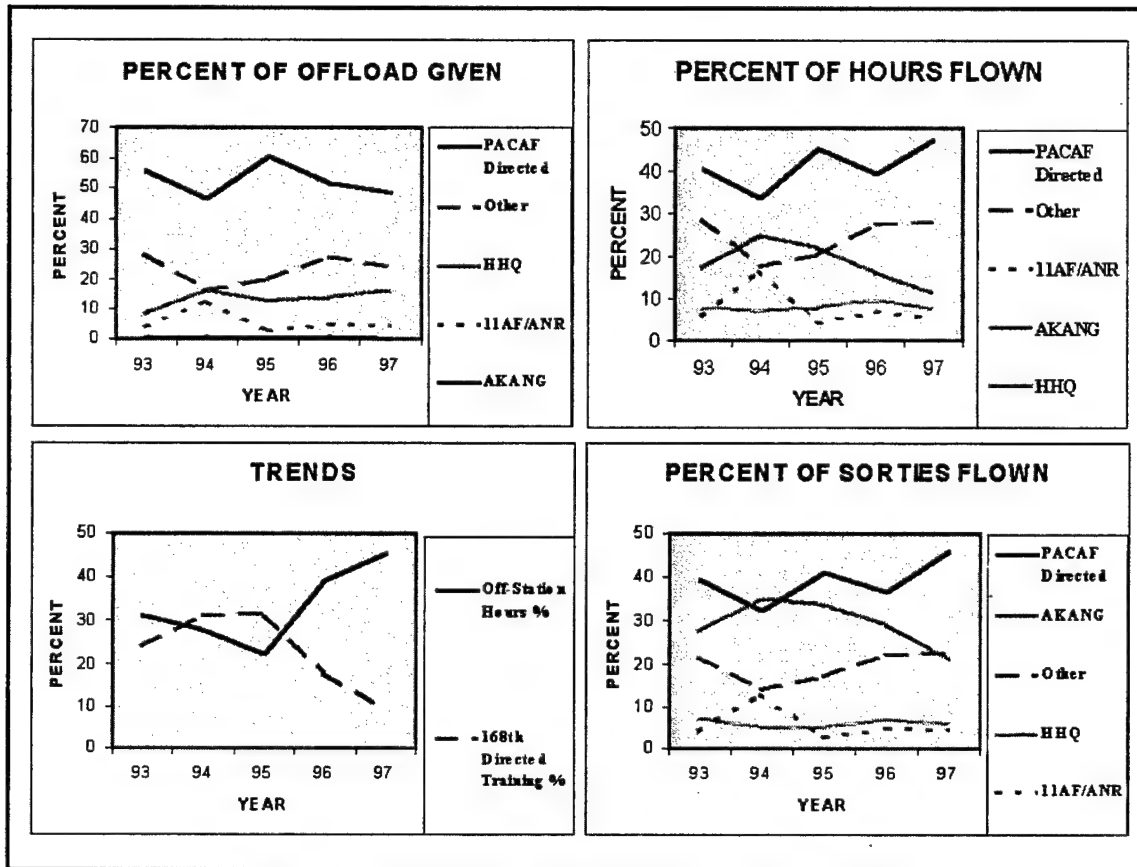 PERCENT OF OFFLOAD GIVEN
PERCENT
70
60
50
40
30
20
10
0
93 94 95 96 97
YEAR
PACAF
Directed
Other
HHQ
11AF/ANR
AKANG
PERCENT OF HOURS FLOWN
PERCENT
50
40
30
20
10
0
93 94 95 96 97
YEAR
PACAF
Directed
Other
11AF/ANR
AKANG
HHQ
TRENDS
PERCENT
50
40
30
20
10
0
93 94 95 96 97
YEAR
Off-Station
Hours %
168th
Directed
Training %
PERCENT OF SORTIES FLOWN
PERCENT
50
40
30
20
10
0
93 94 95 96 97
YEAR
PACAF
Directed
AKANG
Other
HHQ
11AF/ANR